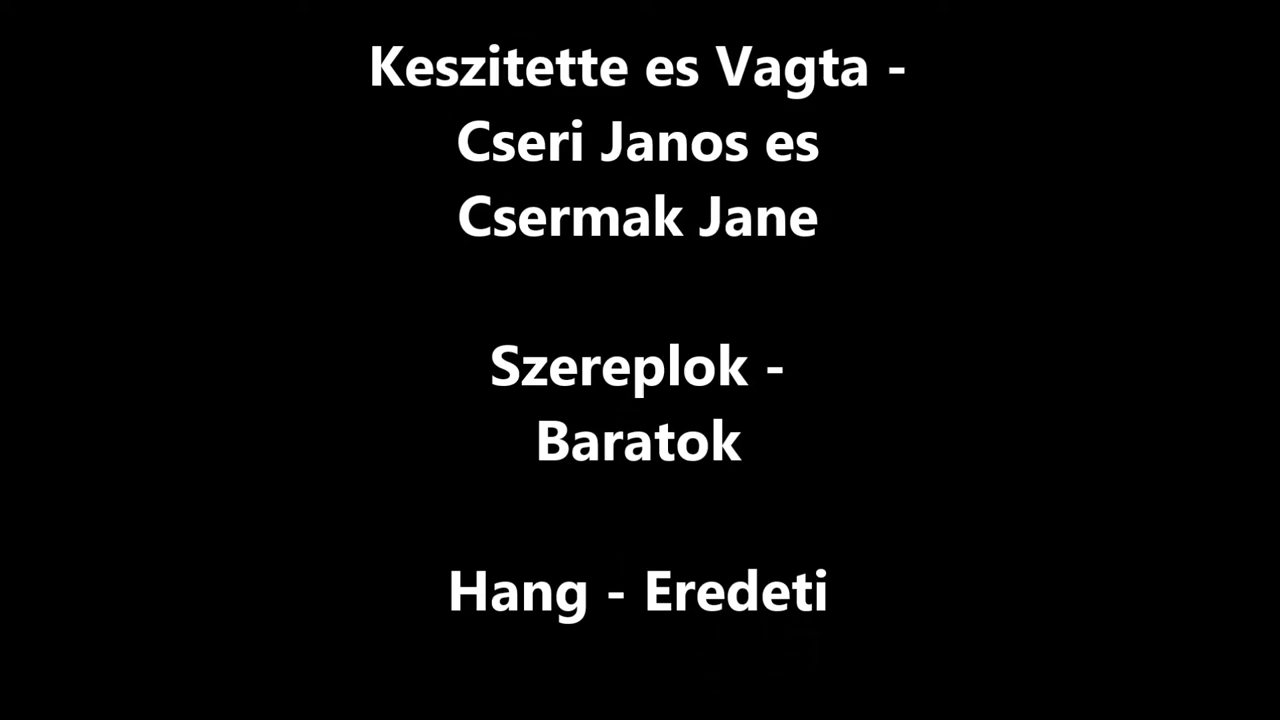 Keszitette es Vagta -
Cseri Janos es
Csermak Jane
Szereplok -
Baratok
Hang - Eredeti